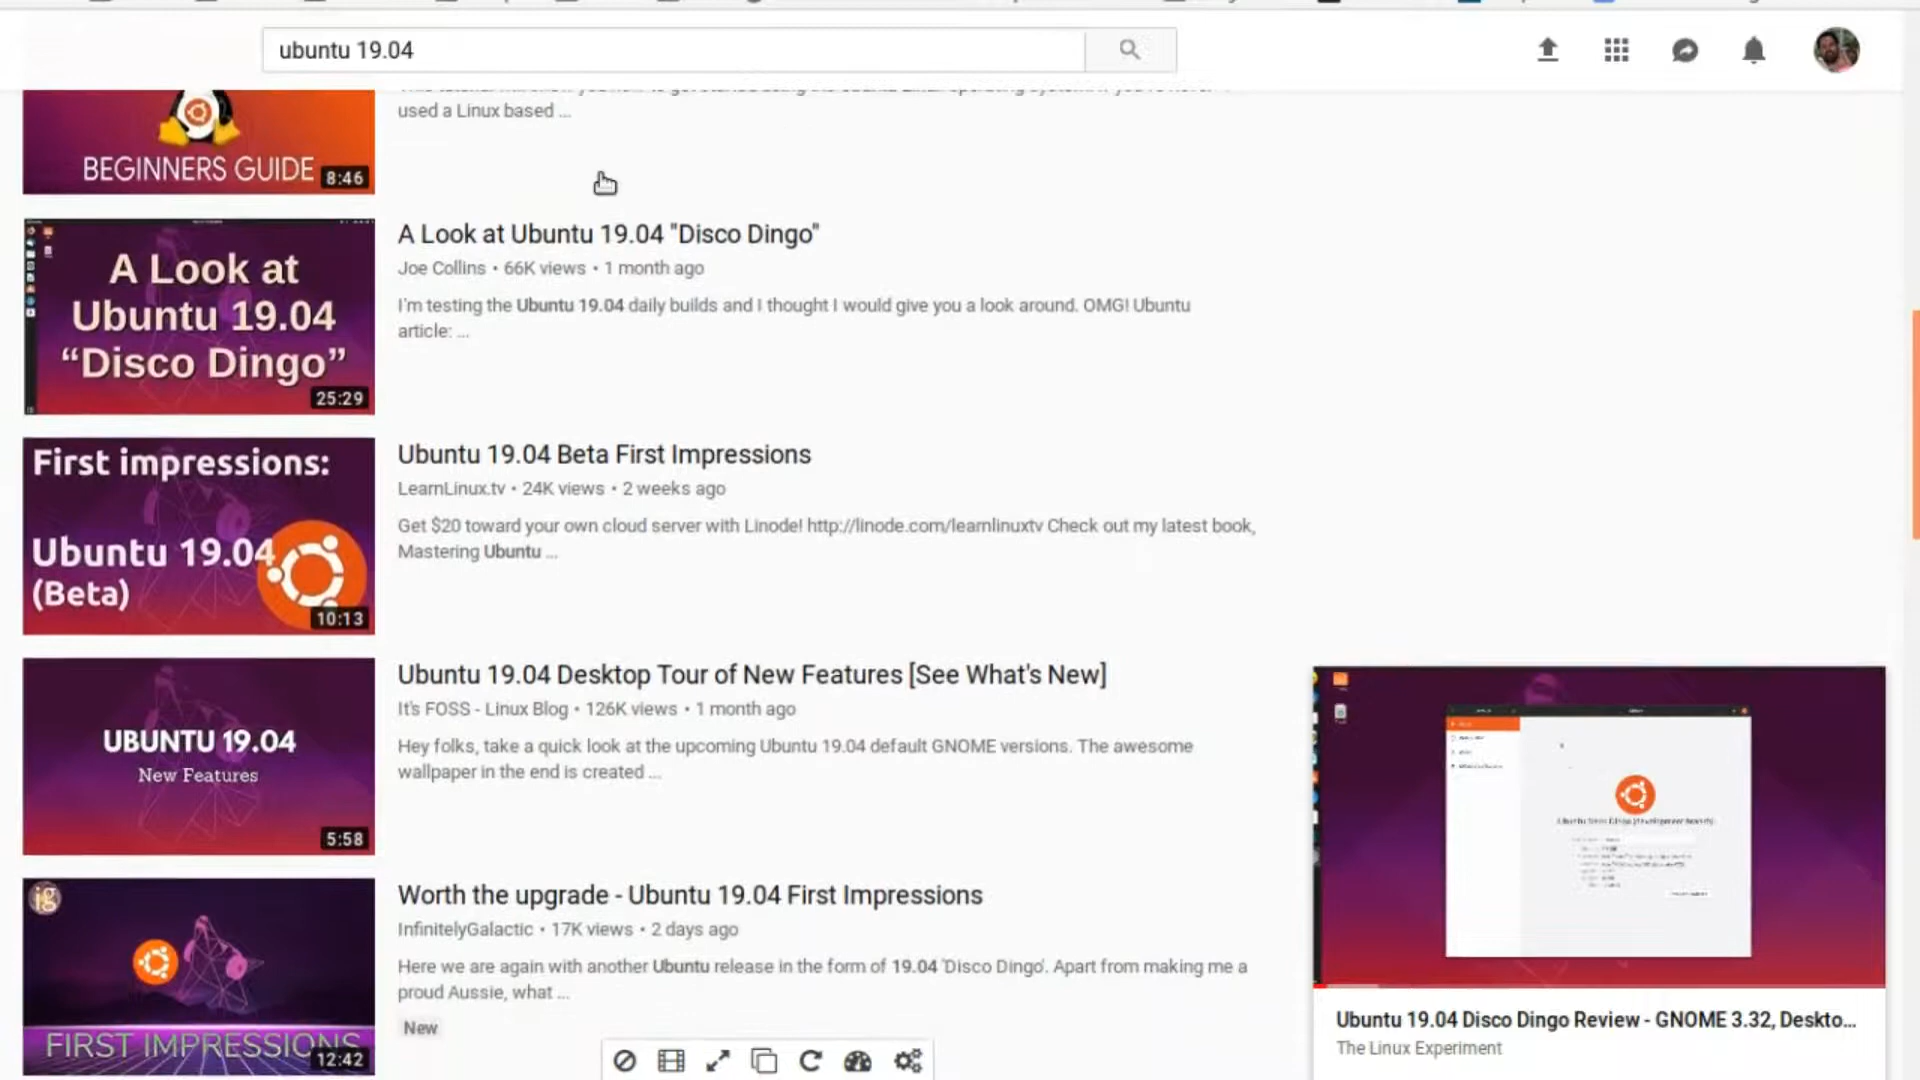 ubuntu 19.04
used a Linux based ...
BEGINNERS GUIDE
8:46
A Look at
Ubuntu 19.04
“Disco Dingo”
25:29
A Look at Ubuntu 19.04 "Disco Dingo"
Joe Collins • 66K views • 1 month ago
I'm testing the Ubuntu 19.04 daily builds and I thought I would give you a look around. OMG! Ubuntu
article: ...
First impressions:
Ubuntu 19.04
(Beta)
10:13
Ubuntu 19.04 Beta First Impressions
LearnLinux.tv • 24K views • 2 weeks ago
Get $20 toward your own cloud server with Linode! http://linode.com/learnlinuxtv Check out my latest book,
Mastering Ubuntu ...
UBUNTU 19.04
New Features
5:58
Ubuntu 19.04 Desktop Tour of New Features [See What's New]
It's FOSS - Linux Blog • 126K views • 1 month ago
Hey folks, take a quick look at the upcoming Ubuntu 19.04 default GNOME versions. The awesome
wallpaper in the end is created ...
ig
FIRST IMPRESSIONS
12:42
Worth the upgrade - Ubuntu 19.04 First Impressions
InfinitelyGalactic • 17K views • 2 days ago
Here we are again with another Ubuntu release in the form of 19.04 'Disco Dingo'. Apart from making me a
proud Aussie, what ...
New
Ubuntu 19.04 Disco Dingo Review - GNOME 3.32, Deskto...
The Linux Experiment